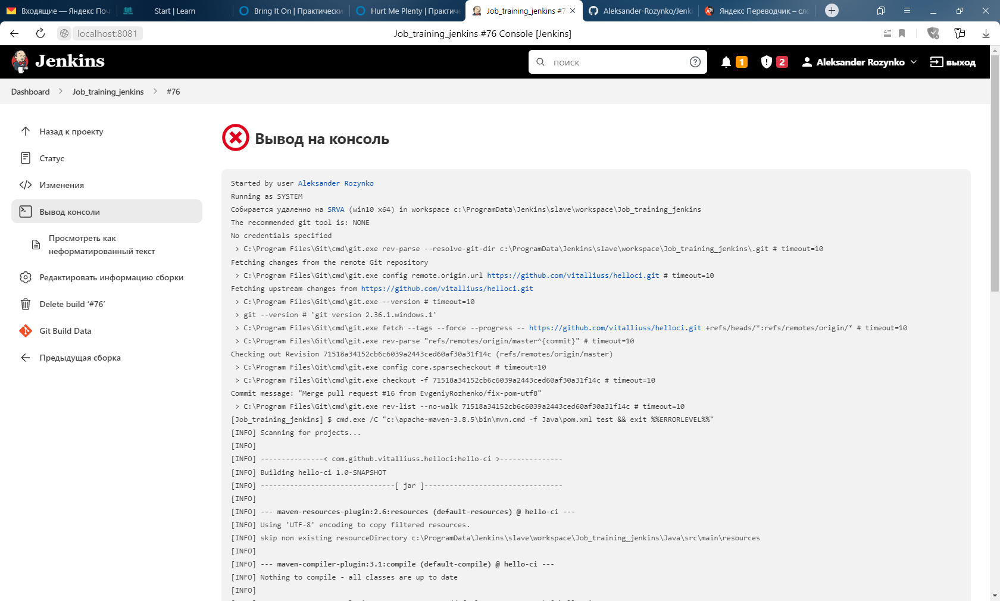 Входящие — Яндекс Поч
Start | Learn
Bring It On | Практически
Hurt Me Plenty | Практиче
Job_training_jenkins #7
Aleksander-Rozynko/Jenki
Яндекс Переводчик – сло
localhost:8081
Job_training_jenkins #76 Console [Jenkins]
Jenkins
поиск
1
2
Aleksander Rozynko
выход
Dashboard
Job_training_jenkins
#76
Назад к проекту
Статус
Изменения
Вывод консоли
Просмотреть как
неформатированный текст
Редактировать информацию сборки
Delete build ‘#76’
Git Build Data
Предыдущая сборка
Вывод на консоль
Started by user Aleksander Rozynko
Running as SYSTEM
Собирается удаленно на SRVA (win10 x64) in workspace c:\ProgramData\Jenkins\slave\workspace\Job_training_jenkins
The recommended git tool is: NONE
No credentials specified
> C:\Program Files\Git\cmd\git.exe rev-parse --resolve-git-dir c:\ProgramData\Jenkins\slave\workspace\Job_training_jenkins\.git # timeout=10
Fetching changes from the remote Git repository
> C:\Program Files\Git\cmd\git.exe config remote.origin.url https://github.com/vitalliuss/helloci.git # timeout=10
Fetching upstream changes from https://github.com/vitalliuss/helloci.git
> C:\Program Files\Git\cmd\git.exe --version # timeout=10
> git --version # 'git version 2.36.1.windows.1'
> C:\Program Files\Git\cmd\git.exe fetch --tags --force --progress -- https://github.com/vitalliuss/helloci.git +refs/heads/*:refs/remotes/origin/* # timeout=10
> C:\Program Files\Git\cmd\git.exe rev-parse "refs/remotes/origin/master^{commit}" # timeout=10
Checking out Revision 71518a34152cb6c6039a2443ced60af30a31f14c (refs/remotes/origin/master)
> C:\Program Files\Git\cmd\git.exe config core.sparsecheckout # timeout=10
> C:\Program Files\Git\cmd\git.exe checkout -f 71518a34152cb6c6039a2443ced60af30a31f14c # timeout=10
Commit message: "Merge pull request #16 from EvgeniyRozhenko/fix-pom-utf8"
> C:\Program Files\Git\cmd\git.exe rev-list --no-walk 71518a34152cb6c6039a2443ced60af30a31f14c # timeout=10
[Job_training_jenkins] $ cmd.exe /C "c:\apache-maven-3.8.5\bin\mvn.cmd -f Java\pom.xml test && exit %%ERRORLEVEL%%"
[INFO] Scanning for projects...
[INFO]
[INFO] ---------------< com.github.vitalliuss.helloci:hello-ci >---------------
[INFO] Building hello-ci 1.0-SNAPSHOT
[INFO] --------------------------------[ jar ]---------------------------------
[INFO]
[INFO] --- maven-resources-plugin:2.6:resources (default-resources) @ hello-ci ---
[INFO] Using 'UTF-8' encoding to copy filtered resources.
[INFO] skip non existing resourceDirectory c:\ProgramData\Jenkins\slave\workspace\Job_training_jenkins\Java\src\main\resources
[INFO]
[INFO] --- maven-compiler-plugin:3.1:compile (default-compile) @ hello-ci ---
[INFO] Nothing to compile - all classes are up to date
[INFO]